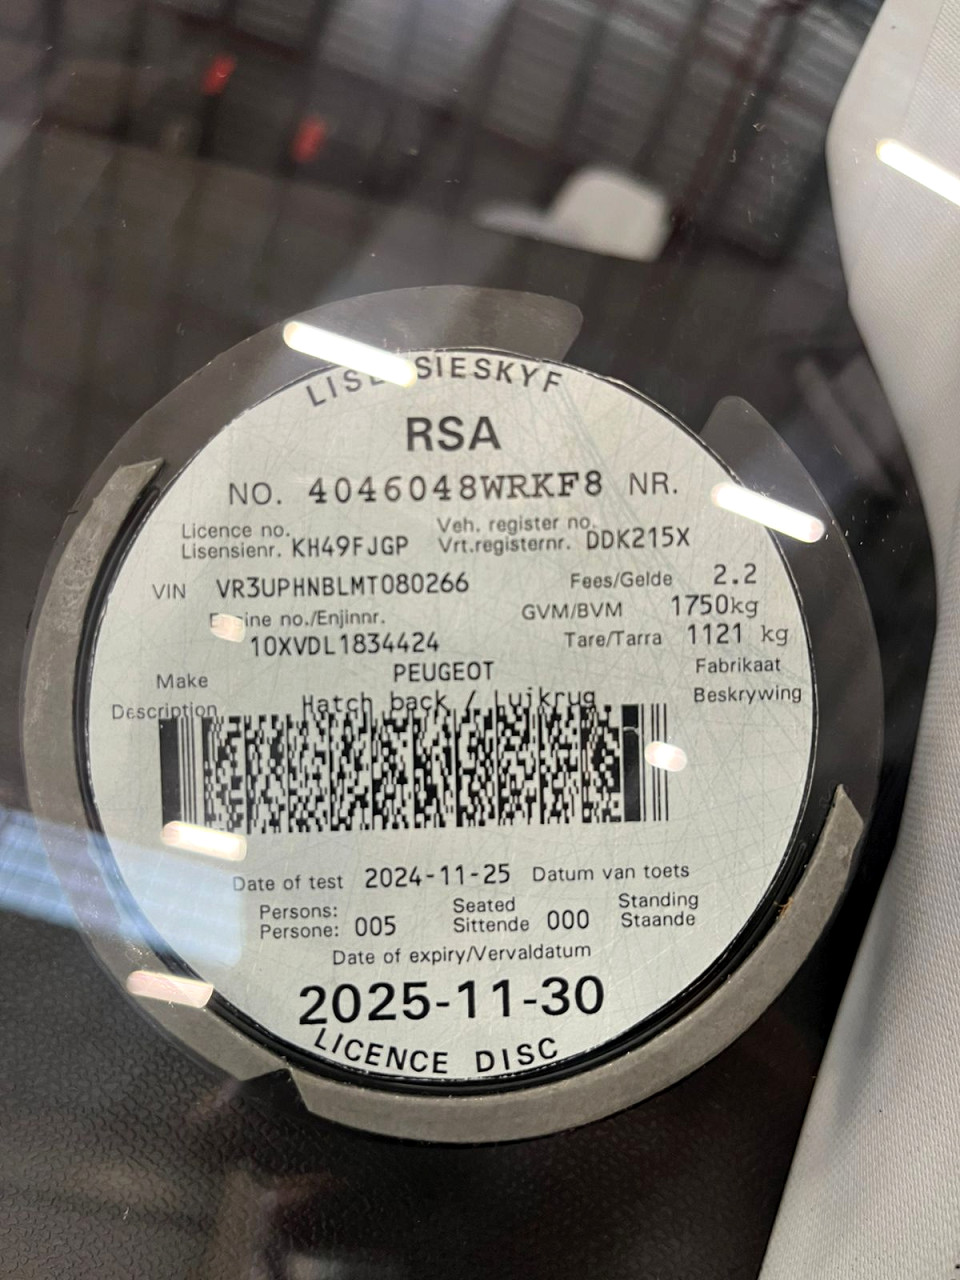 RSA
NO. 4046048WRKF8 NR.
Licence no. Veh. register no.
Lisensienr. KH49FJGP Vrt.registernr. DDK215X
VIN VR3UPHNBLMT080266 Fees/Gelde 2.2
no./Enjinnr. GVM/BVM 1750kg
10XVDL1834424 Tare/Tarra 1121 kg
Make PEUGEOT Fabrikaat
Description Hatch back / Luikrug Beskrywing
Date of test 2024-11-25 Datum van toets
Persons: Seated Standing
Persone: 005 Sittende 000 Staande
Date of expiry/Vervaldatum
2025-11-30
LICENCE DISC